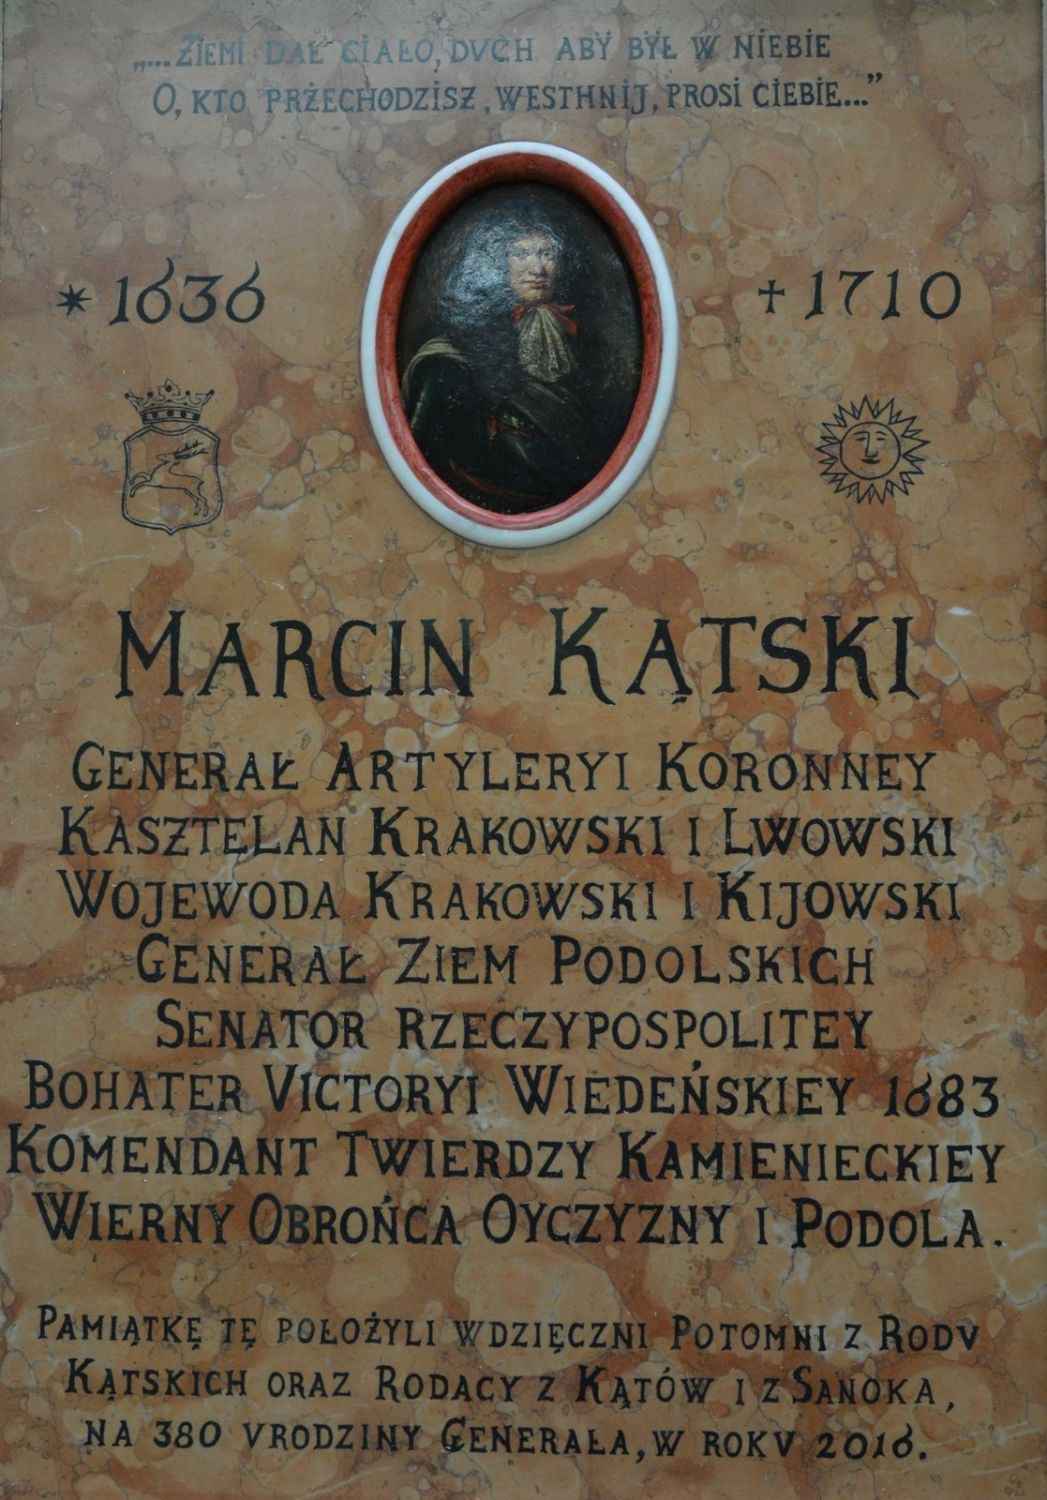 „...ZIEMI DAŁ CIAŁO, DVCH ABY BYŁ W NIEBIE
O, KTO PRZECHODZISZ, WESTHNIJ, PROSI CIEBIE...”
* 1636
+ 1710
MARCIN KĄTSKI
GENERAŁ ARTYLERYI KORONNEY
KASZTELAN KRAKOWSKI I LWOWSKI
WOJEWODA KRAKOWSKI I KIJOWSKI
GENERAŁ ZIEM PODOLSKICH
SENATOR RZECZYPOSPOLITEY
BOHATER VICTORYI WIEDEŃSKIEY 1683
KOMENDANT TWIERDZY KAMIENIECKIEY
WIERNY OBROŃCA OYCZYZNY I PODOLA.
PAMIĄTKĘ TĘ POŁOŻYLI WDZIĘCZNI POTOMNI Z RODV
KĄTSKICH ORAZ RODACY Z KĄTÓW I Z SANOKA,
NA 380 VRODZINY GENERAŁA, W ROKV 2016.